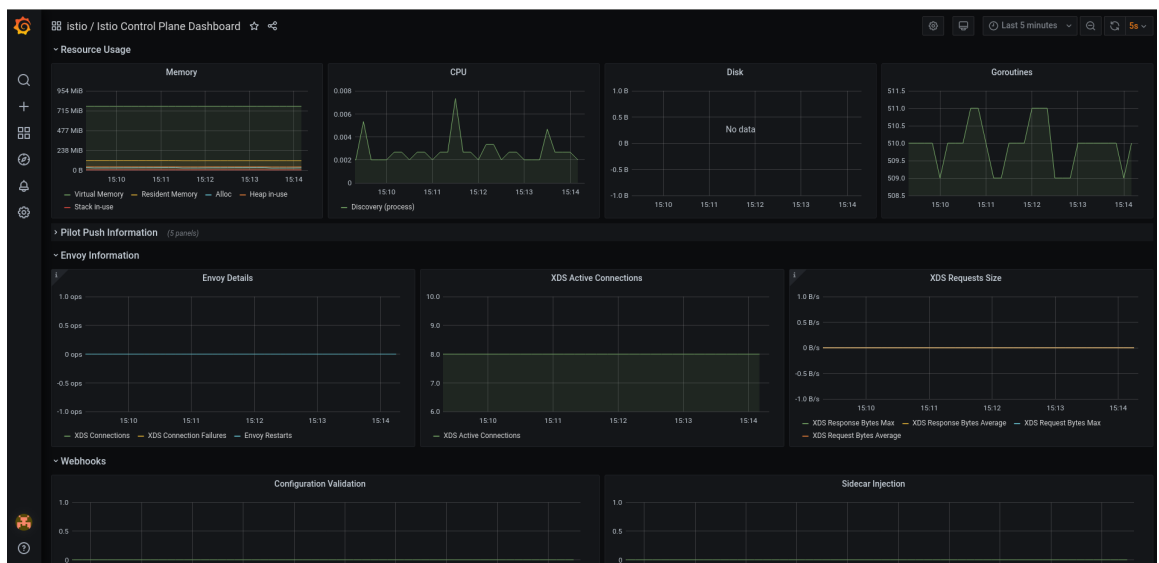 istio / Istio Control Plane Dashboard
Last 5 minutes
5s
Resource Usage
Memory
954 MiB
715 MiB
477 MiB
238 MiB
0 B
15:10 15:11 15:12 15:13 15:14
Virtual Memory Resident Memory Alloc Heap in-use
Stack in-use
CPU
0.008
0.006
0.004
0.002
0
15:10 15:11 15:12 15:13 15:14
Discovery (process)
Disk
1.0 B
0.5 B
0 B
-0.5 B
-1.0 B
No data
15:10 15:11 15:12 15:13 15:14
Goroutines
511.5
511.0
510.5
510.0
509.5
509.0
508.5
15:10 15:11 15:12 15:13 15:14
Pilot Push Information (5 panels)
Envoy Information
i
Envoy Details
1.0 ops
0.5 ops
0 ops
-0.5 ops
-1.0 ops
15:10 15:11 15:12 15:13 15:14
XDS Connections XDS Connection Failures Envoy Restarts
XDS Active Connections
10.0
9.0
8.0
7.0
6.0
15:10 15:11 15:12 15:13 15:14
XDS Active Connections
i
XDS Requests Size
1.0 B/s
0.5 B/s
0 B/s
-0.5 B/s
-1.0 B/s
15:10 15:11 15:12 15:13 15:14
XDS Response Bytes Max XDS Response Bytes Average XDS Request Bytes Max
XDS Request Bytes Average
Webhooks
Configuration Validation
1.0
0.5
0
Sidecar Injection
1.0
0.5
0